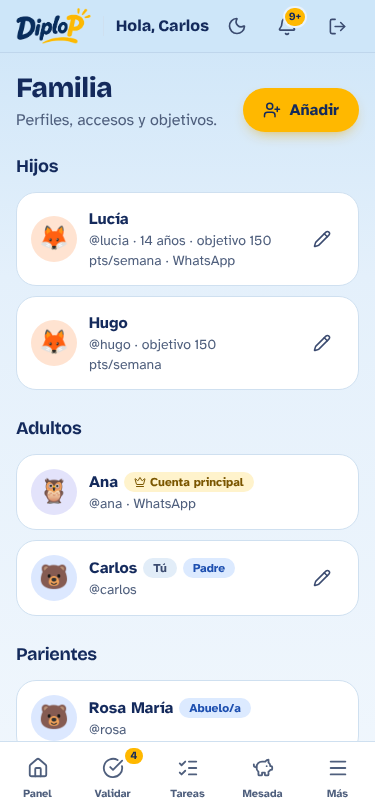 DiploP
Hola, Carlos
9+
Familia
Perfiles, accesos y objetivos.
Añadir
Hijos
Lucía
@lucia · 14 años · objetivo 150
pts/semana · WhatsApp
Hugo
@hugo · objetivo 150
pts/semana
Adultos
Ana Cuenta principal
@ana · WhatsApp
Carlos Tú Padre
@carlos
Parientes
Rosa María Abuelo/a
@rosa
4
Panel Validar Tareas Mesada Más